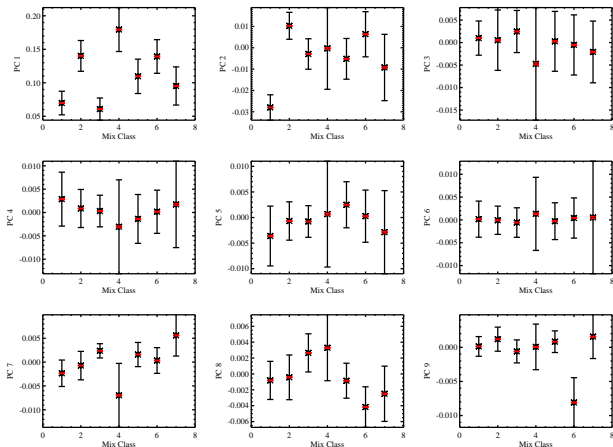 0.20
0.15
0.10
0.05
PC 1
0 2 4 6 8
Mix Class
0.01
-0.00
-0.01
-0.02
-0.03
PC 2
0 2 4 6 8
Mix Class
0.005
0.000
-0.005
-0.010
-0.015
PC 3
0 2 4 6 8
Mix Class
0.010
0.005
0.000
-0.005
-0.010
PC 4
0 2 4 6 8
Mix Class
0.010
0.005
0.000
-0.005
-0.010
PC 5
0 2 4 6 8
Mix Class
0.010
0.005
0.000
-0.005
-0.010
PC 6
0 2 4 6 8
Mix Class
0.005
0.000
-0.005
-0.010
PC 7
0 2 4 6 8
Mix Class
0.006
0.004
0.002
0.000
-0.002
-0.004
-0.006
PC 8
0 2 4 6 8
Mix Class
0.000
-0.005
-0.010
PC 9
0 2 4 6 8
Mix Class